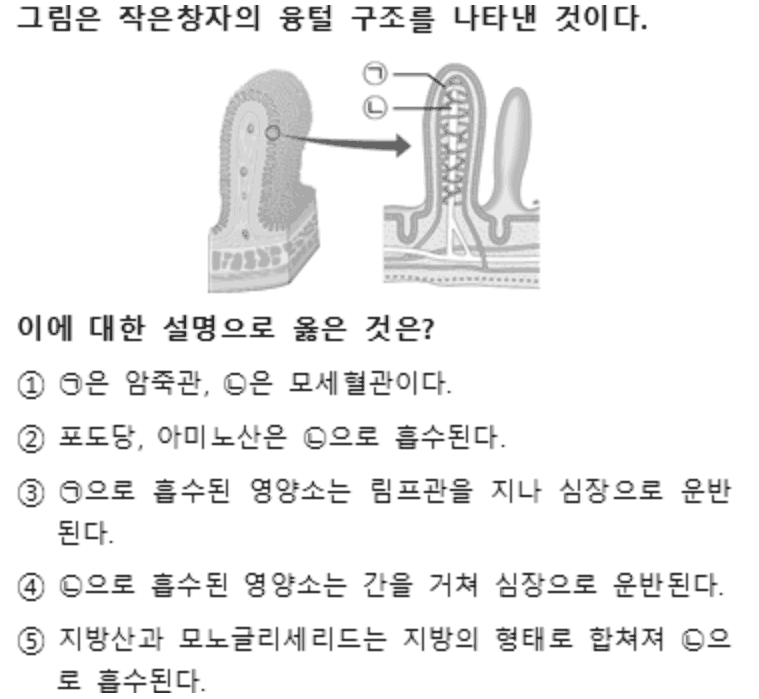 그림은 작은창자의 융털 구조를 나타낸 것이다.
㉠
㉡
이에 대한 설명으로 옳은 것은?
① ㉠은 암죽관, ㉡은 모세혈관이다.
② 포도당, 아미노산은 ㉡으로 흡수된다.
③ ㉠으로 흡수된 영양소는 림프관을 지나 심장으로 운반
된다.
④ ㉡으로 흡수된 영양소는 간을 거쳐 심장으로 운반된다.
⑤ 지방산과 모노글리세리드는 지방의 형태로 합쳐져 ㉡으
로 흡수된다.